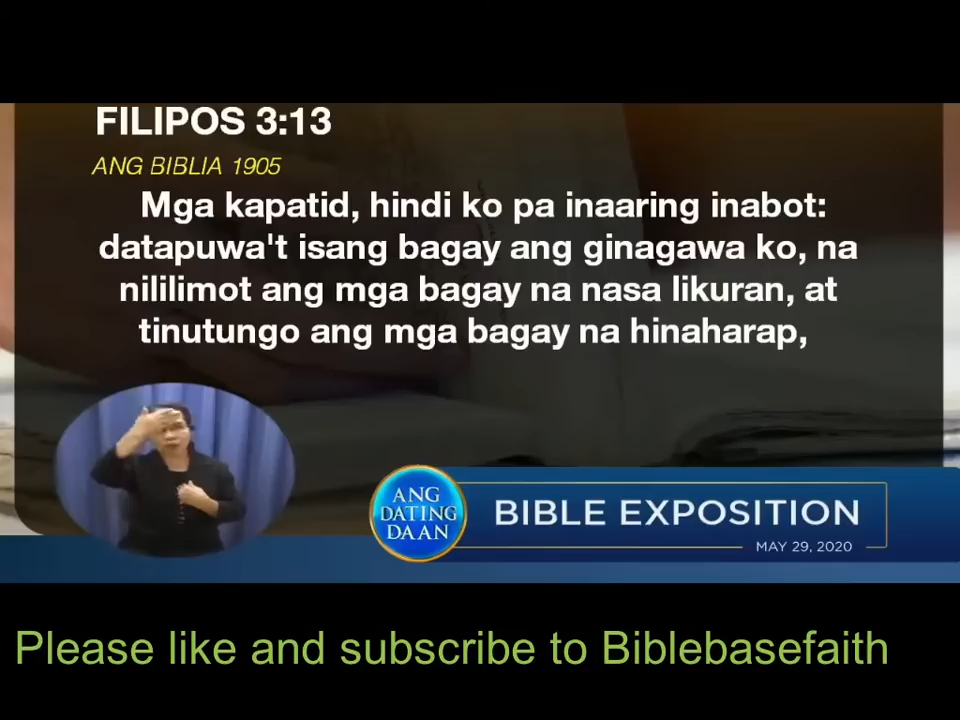 FILIPOS 3:13
ANG BIBLIA 1905
Mga kapatid, hindi ko pa inaaring inabot:
datapuwa't isang bagay ang ginagawa ko, na
nililimot ang mga bagay na nasa likuran, at
tinutungo ang mga bagay na hinaharap,
ANG
DATING
DAAN
BIBLE EXPOSITION
MAY 29, 2020
Please like and subscribe to Biblebasefaith